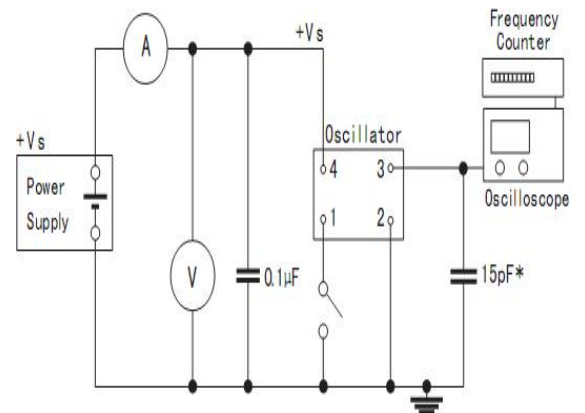 Frequency
Counter
A
+Vs
Oscillator
+Vs
4 3
Power
Supply
Oscilloscope
1 2
V
0.1μF
15pF*